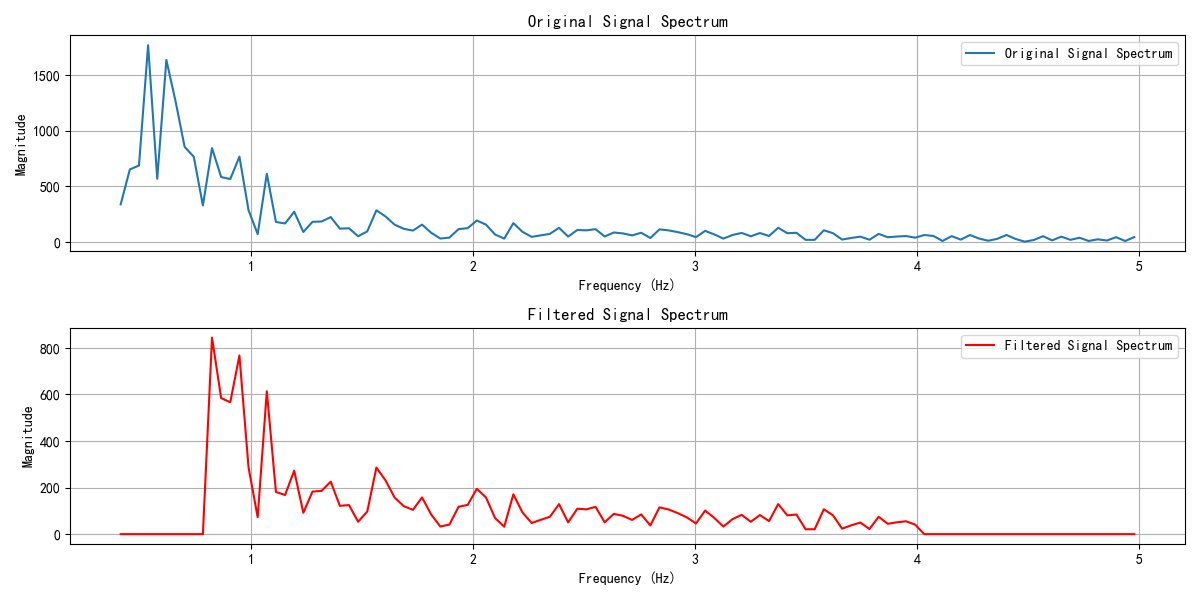 Original Signal Spectrum
Original Signal Spectrum
Magnitude
1500
1000
500
0
1 2 3 4 5
Frequency (Hz)
Filtered Signal Spectrum
Filtered Signal Spectrum
Magnitude
800
600
400
200
0
1 2 3 4 5
Frequency (Hz)